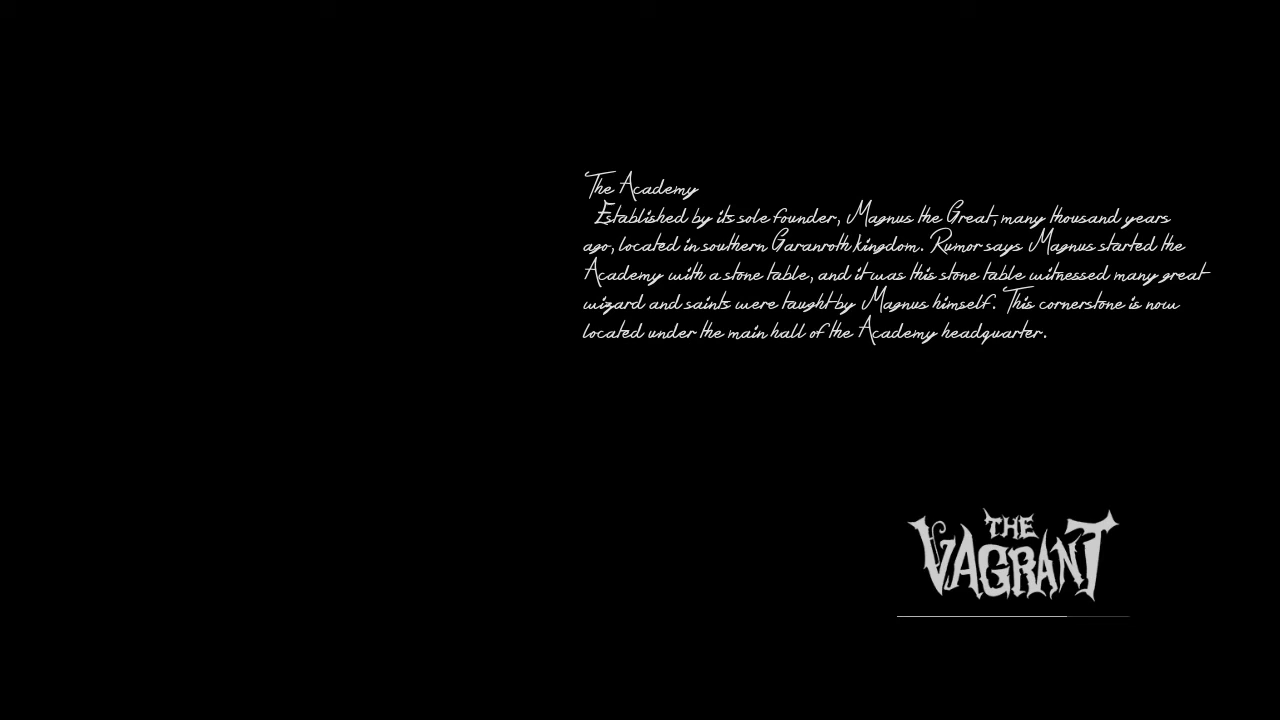 The Academy
Established by its sole founder, Magnus the Great, many thousand years
ago, located in southern Garanroth kingdom. Rumor says Magnus started the
Academy with a stone table, and it was this stone table witnessed many great
wizard and saints were taught by Magnus himself. This cornerstone is now
located under the main hall of the Academy headquarter.
THE
VAGRANT